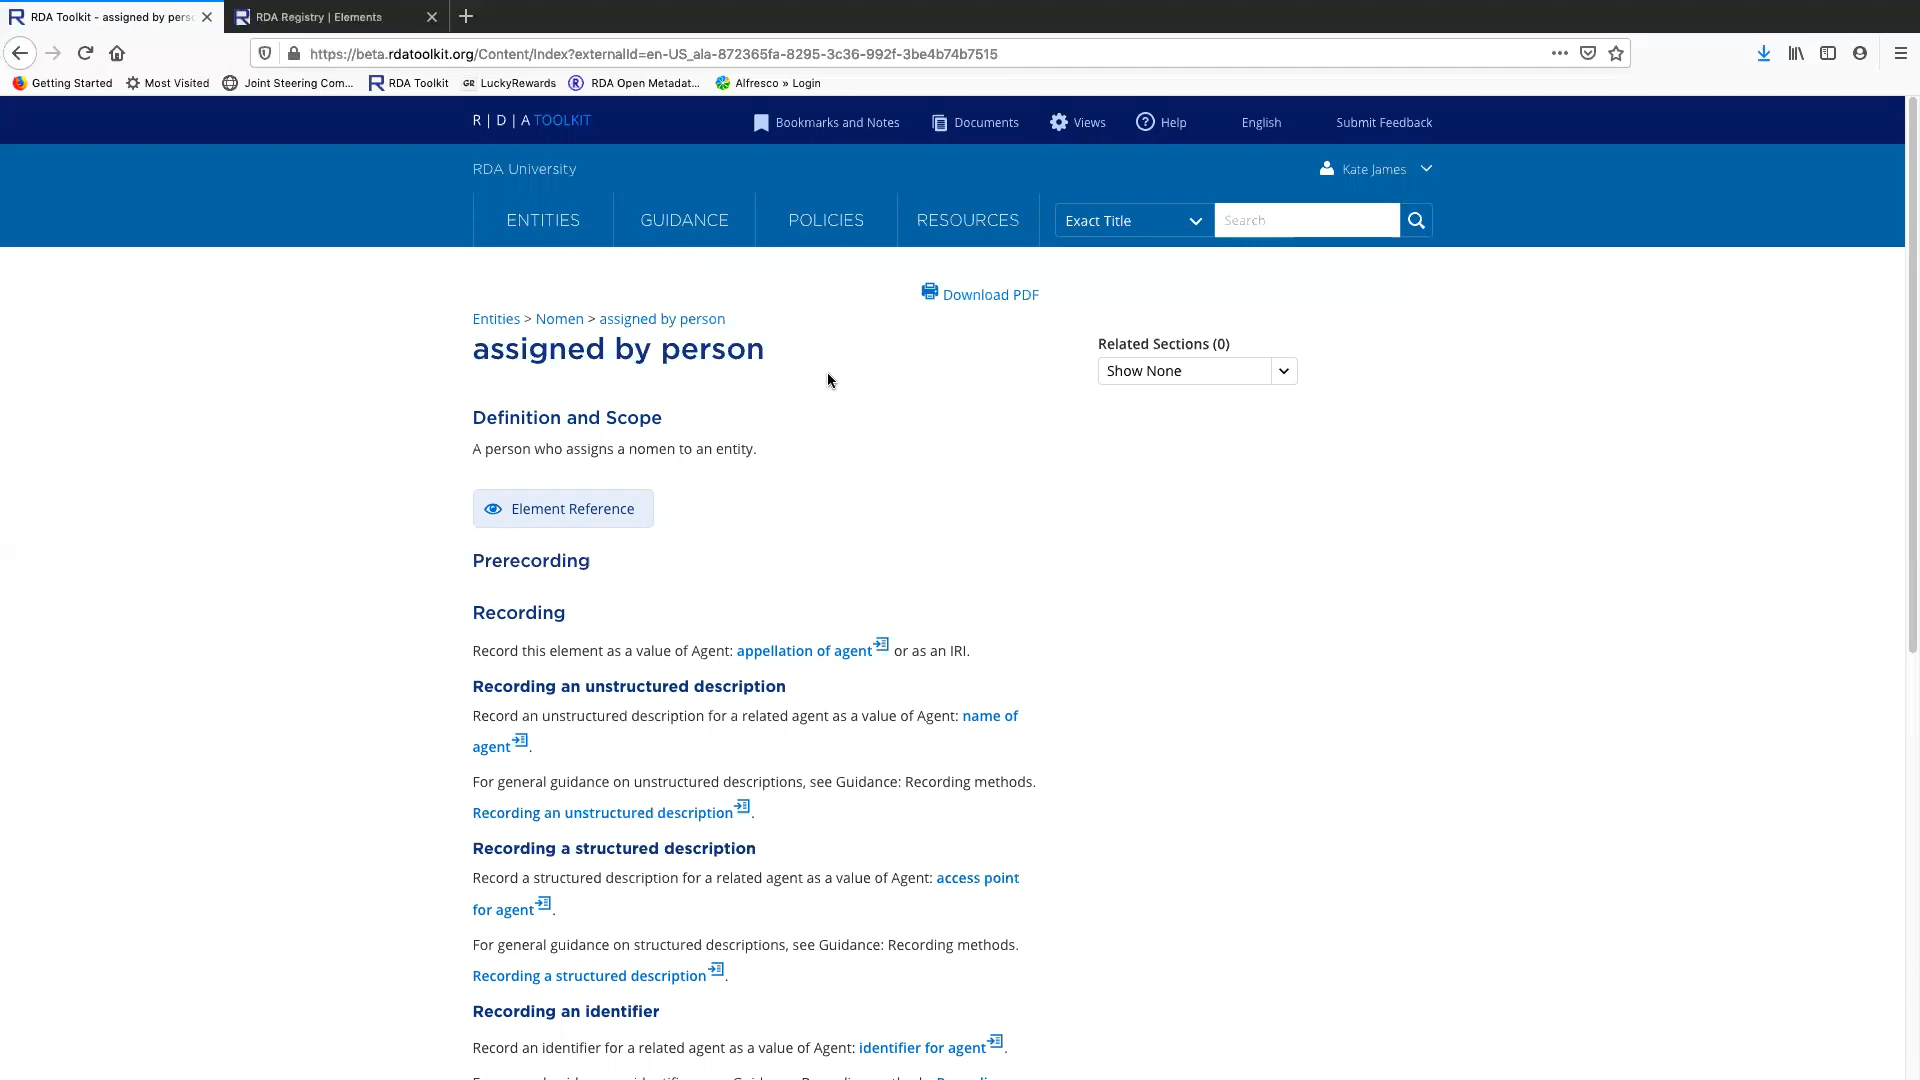 RDA Toolkit - assigned by pers
RDA Registry | Elements
https://beta.rdatoolkit.org/Content/Index?externalId=en-US_ala-872365fa-8295-3c36-992f-3be4b74b7515
Getting Started
Most Visited
Joint Steering Com...
RDA Toolkit
GR LuckyRewards
RDA Open Metadat...
Alfresco » Login
R | D | A TOOLKIT
Bookmarks and Notes
Documents
Views
Help
English
Submit Feedback
RDA University
Kate James
ENTITIES
GUIDANCE
POLICIES
RESOURCES
Exact Title
Search
Download PDF
Entities > Nomen > assigned by person
assigned by person
Related Sections (0)
Show None
Definition and Scope
A person who assigns a nomen to an entity.
Element Reference
Prerecording
Recording
Record this element as a value of Agent: appellation of agent or as an IRI.
Recording an unstructured description
Record an unstructured description for a related agent as a value of Agent: name of
agent.
For general guidance on unstructured descriptions, see Guidance: Recording methods.
Recording an unstructured description.
Recording a structured description
Record a structured description for a related agent as a value of Agent: access point
for agent.
For general guidance on structured descriptions, see Guidance: Recording methods.
Recording a structured description.
Recording an identifier
Record an identifier for a related agent as a value of Agent: identifier for agent.